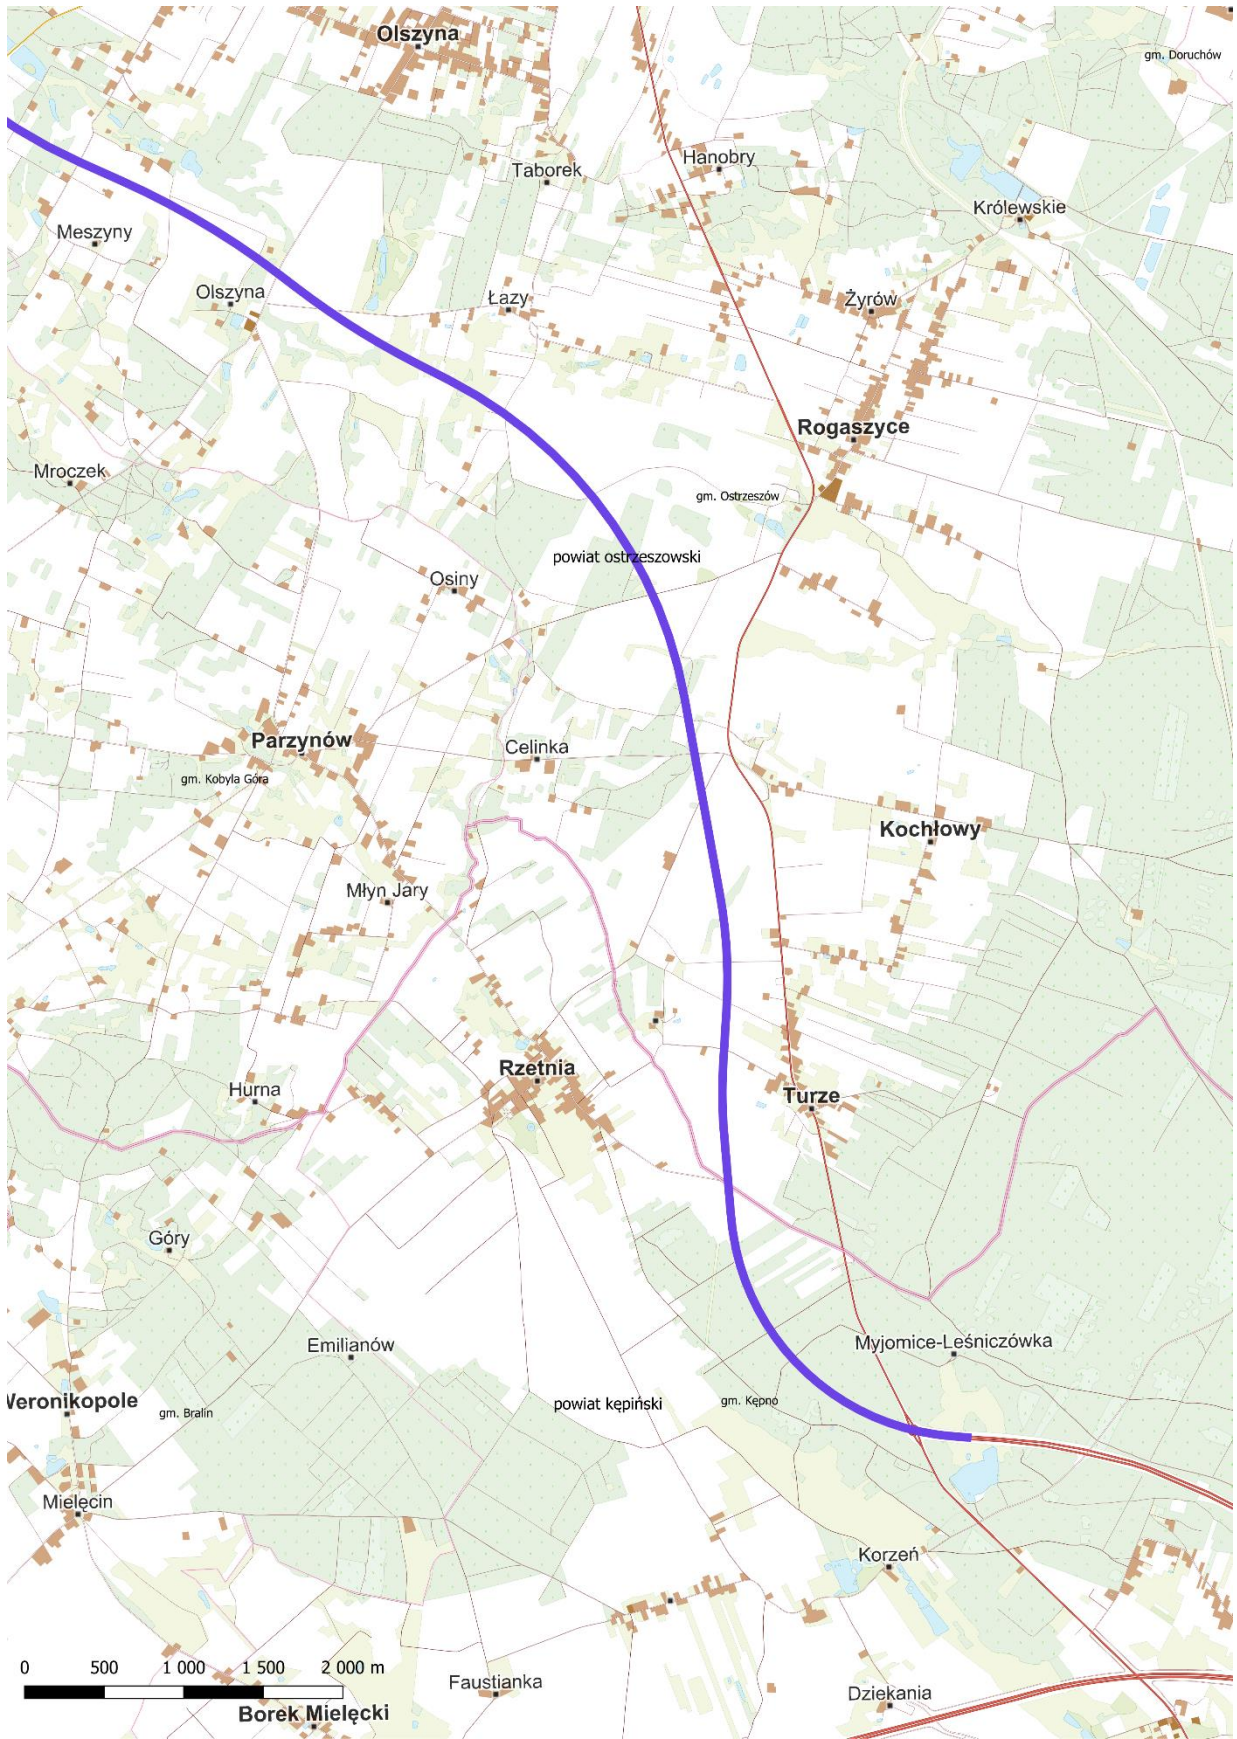 Olszyna
gm. Doruchów
Hanobry
Taborek
Królewskie
Meszyny
Olszyna
Łazy
Żyrów
Rogaszyce
Mroczek
gm. Ostrzeszów
powiat ostrzeszowski
Osiny
Parzynów
Celinka
gm. Kobyla Góra
Kochłowy
Młyn Jary
Rzetnia
Hurna
Turze
Góry
Emilianów
Myjomice-Leśniczówka
Weronikopole
gm. Bralin
powiat kępiński
gm. Kępno
Mielęcin
Korzeń
0 500 1 000 1 500 2 000 m
Faustianka
Dziekania
Borek Mielęcki